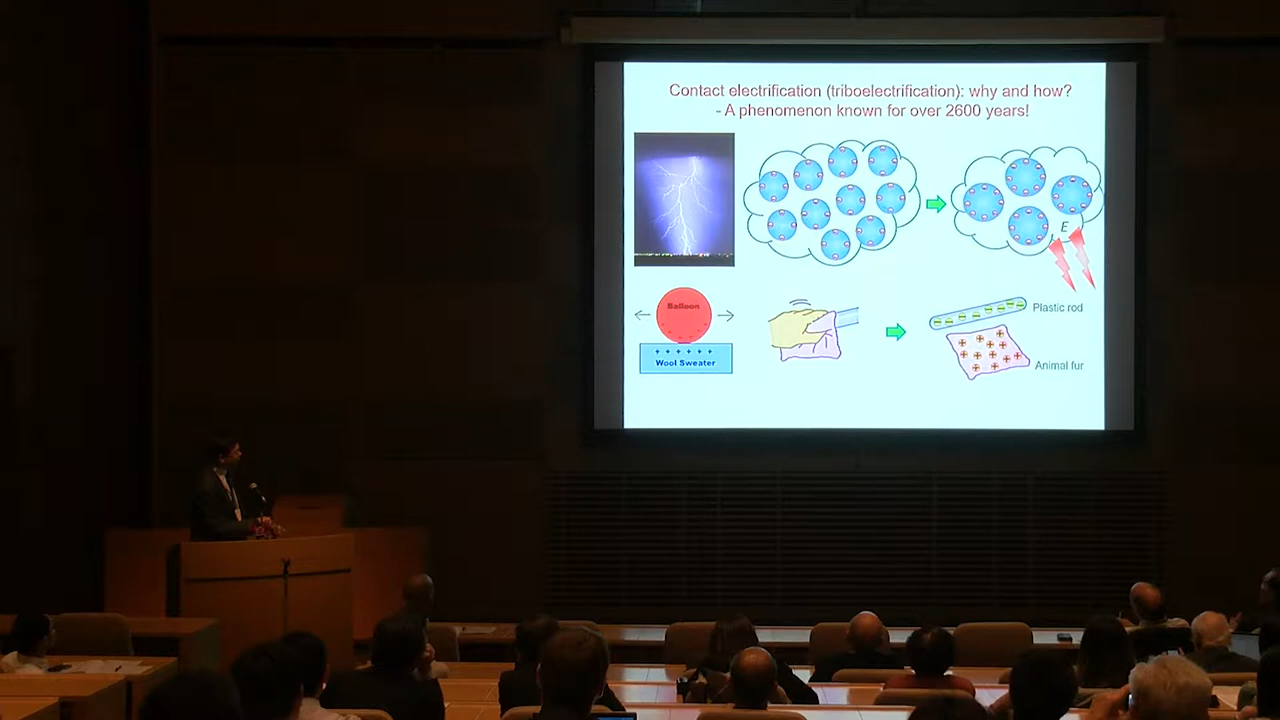 Contact electrification (triboelectrification): why and how?
- A phenomenon known for over 2600 years!
E
Balloon
+ + + + + +
Wool Sweater
Plastic rod
Animal fur